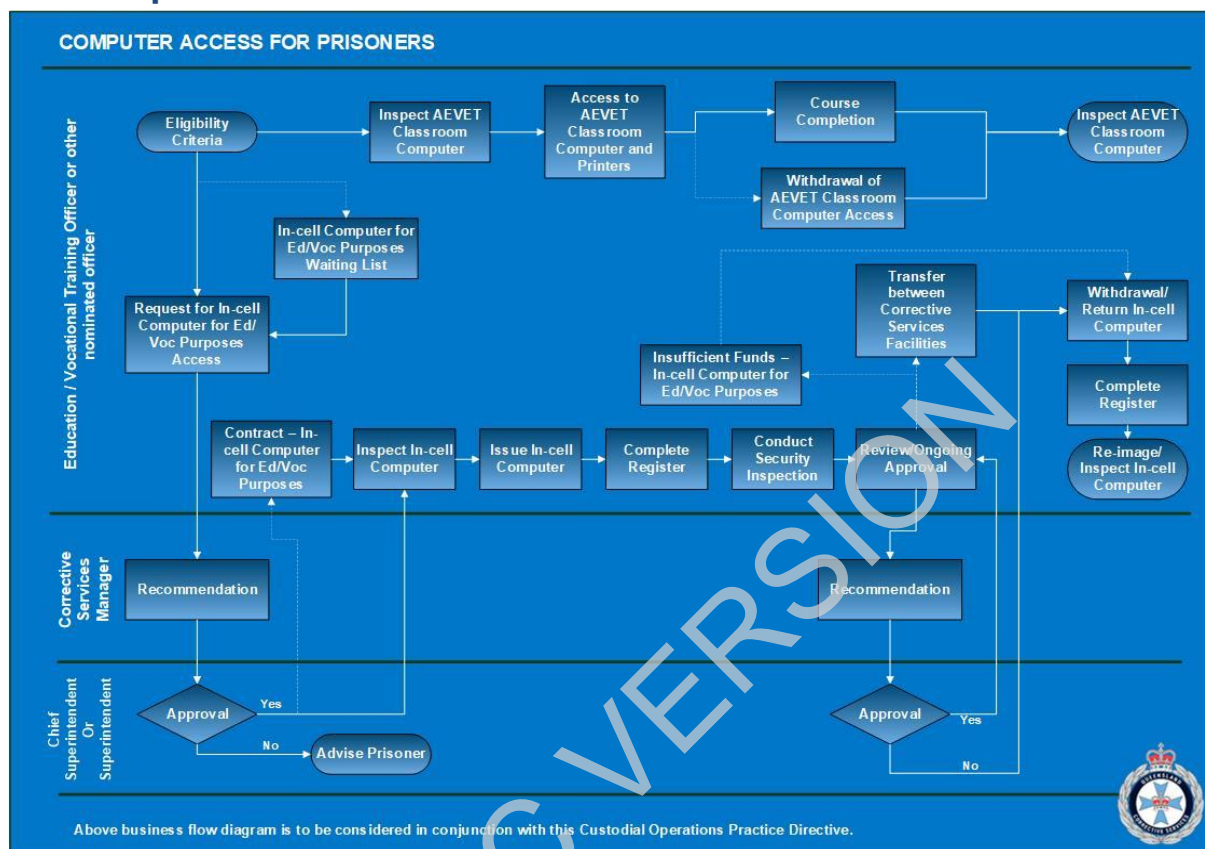 COMPUTER ACCESS FOR PRISONERS
Education / Vocational Training Officer or other
nominated officer
Eligibility
Criteria
Inspect AEVET
Classroom
Computer
Access to
AEVET
Classroom
Computer and
Printers
Course
Completion
Inspect AEVET
Classroom
Computer
Withdrawal of
AEVET Classroom
Computer Access
In-cell Computer for
Ed/Voc Purposes
Waiting List
Request for In-cell
Computer for Ed/
Voc Purposes
Access
Transfer
between
Corrective
Services
Facilities
Withdrawal/
Return In-cell
Computer
Insufficient Funds –
In-cell Computer for
Ed/Voc Purposes
Complete
Register
Contract – In-
cell Computer
for Ed/Voc
Purposes
Inspect In-cell
Computer
Issue In-cell
Computer
Complete
Register
Conduct
Security
Inspection
Review/Ongoing
Approval
Re-image/
Inspect In-cell
Computer
Corrective
Services
Manager
Recommendation
Recommendation
Chief
Superintendent
Or
Superintendent
Approval
Yes
No
Advise Prisoner
Approval
Yes
No
Above business flow diagram is to be considered in conjunction with this Custodial Operations Practice Directive.
QUEENSLAND
CORRECTIVE SERVICES
C VERSION